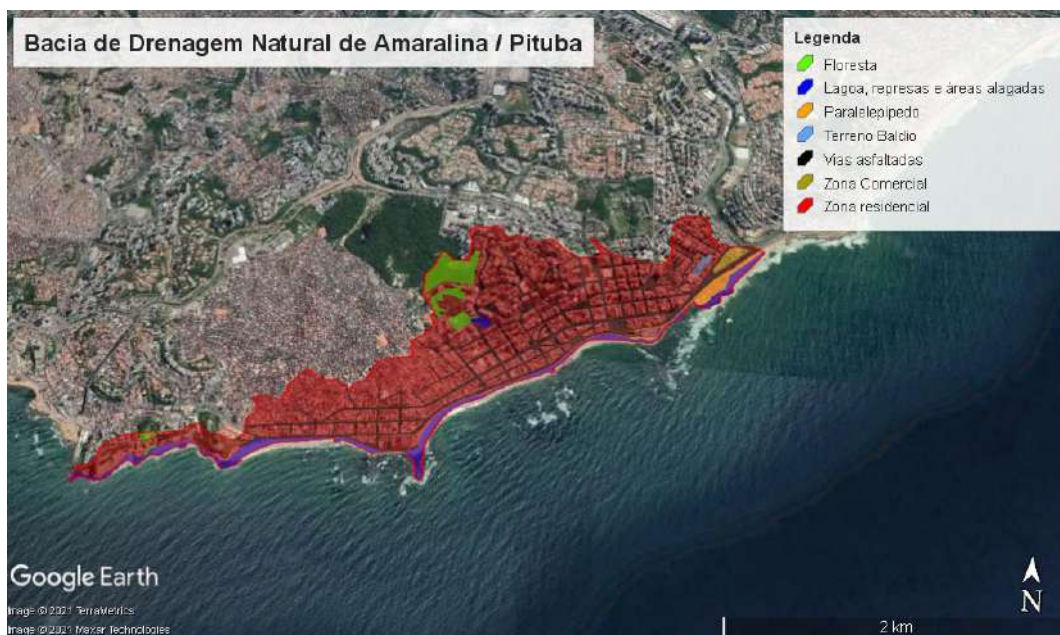 Bacia de Drenagem Natural de Amaralina / Pituba
Legenda
Floresta
Lagoa, represas e áreas alagadas
Paralelepípedo
Terreno Baldio
Vias asfaltadas
Zona Comercial
Zona residencial
Google Earth
Image © 2021 TerraMetrics
Image © 2021 Maxar Technologies
N
2 km